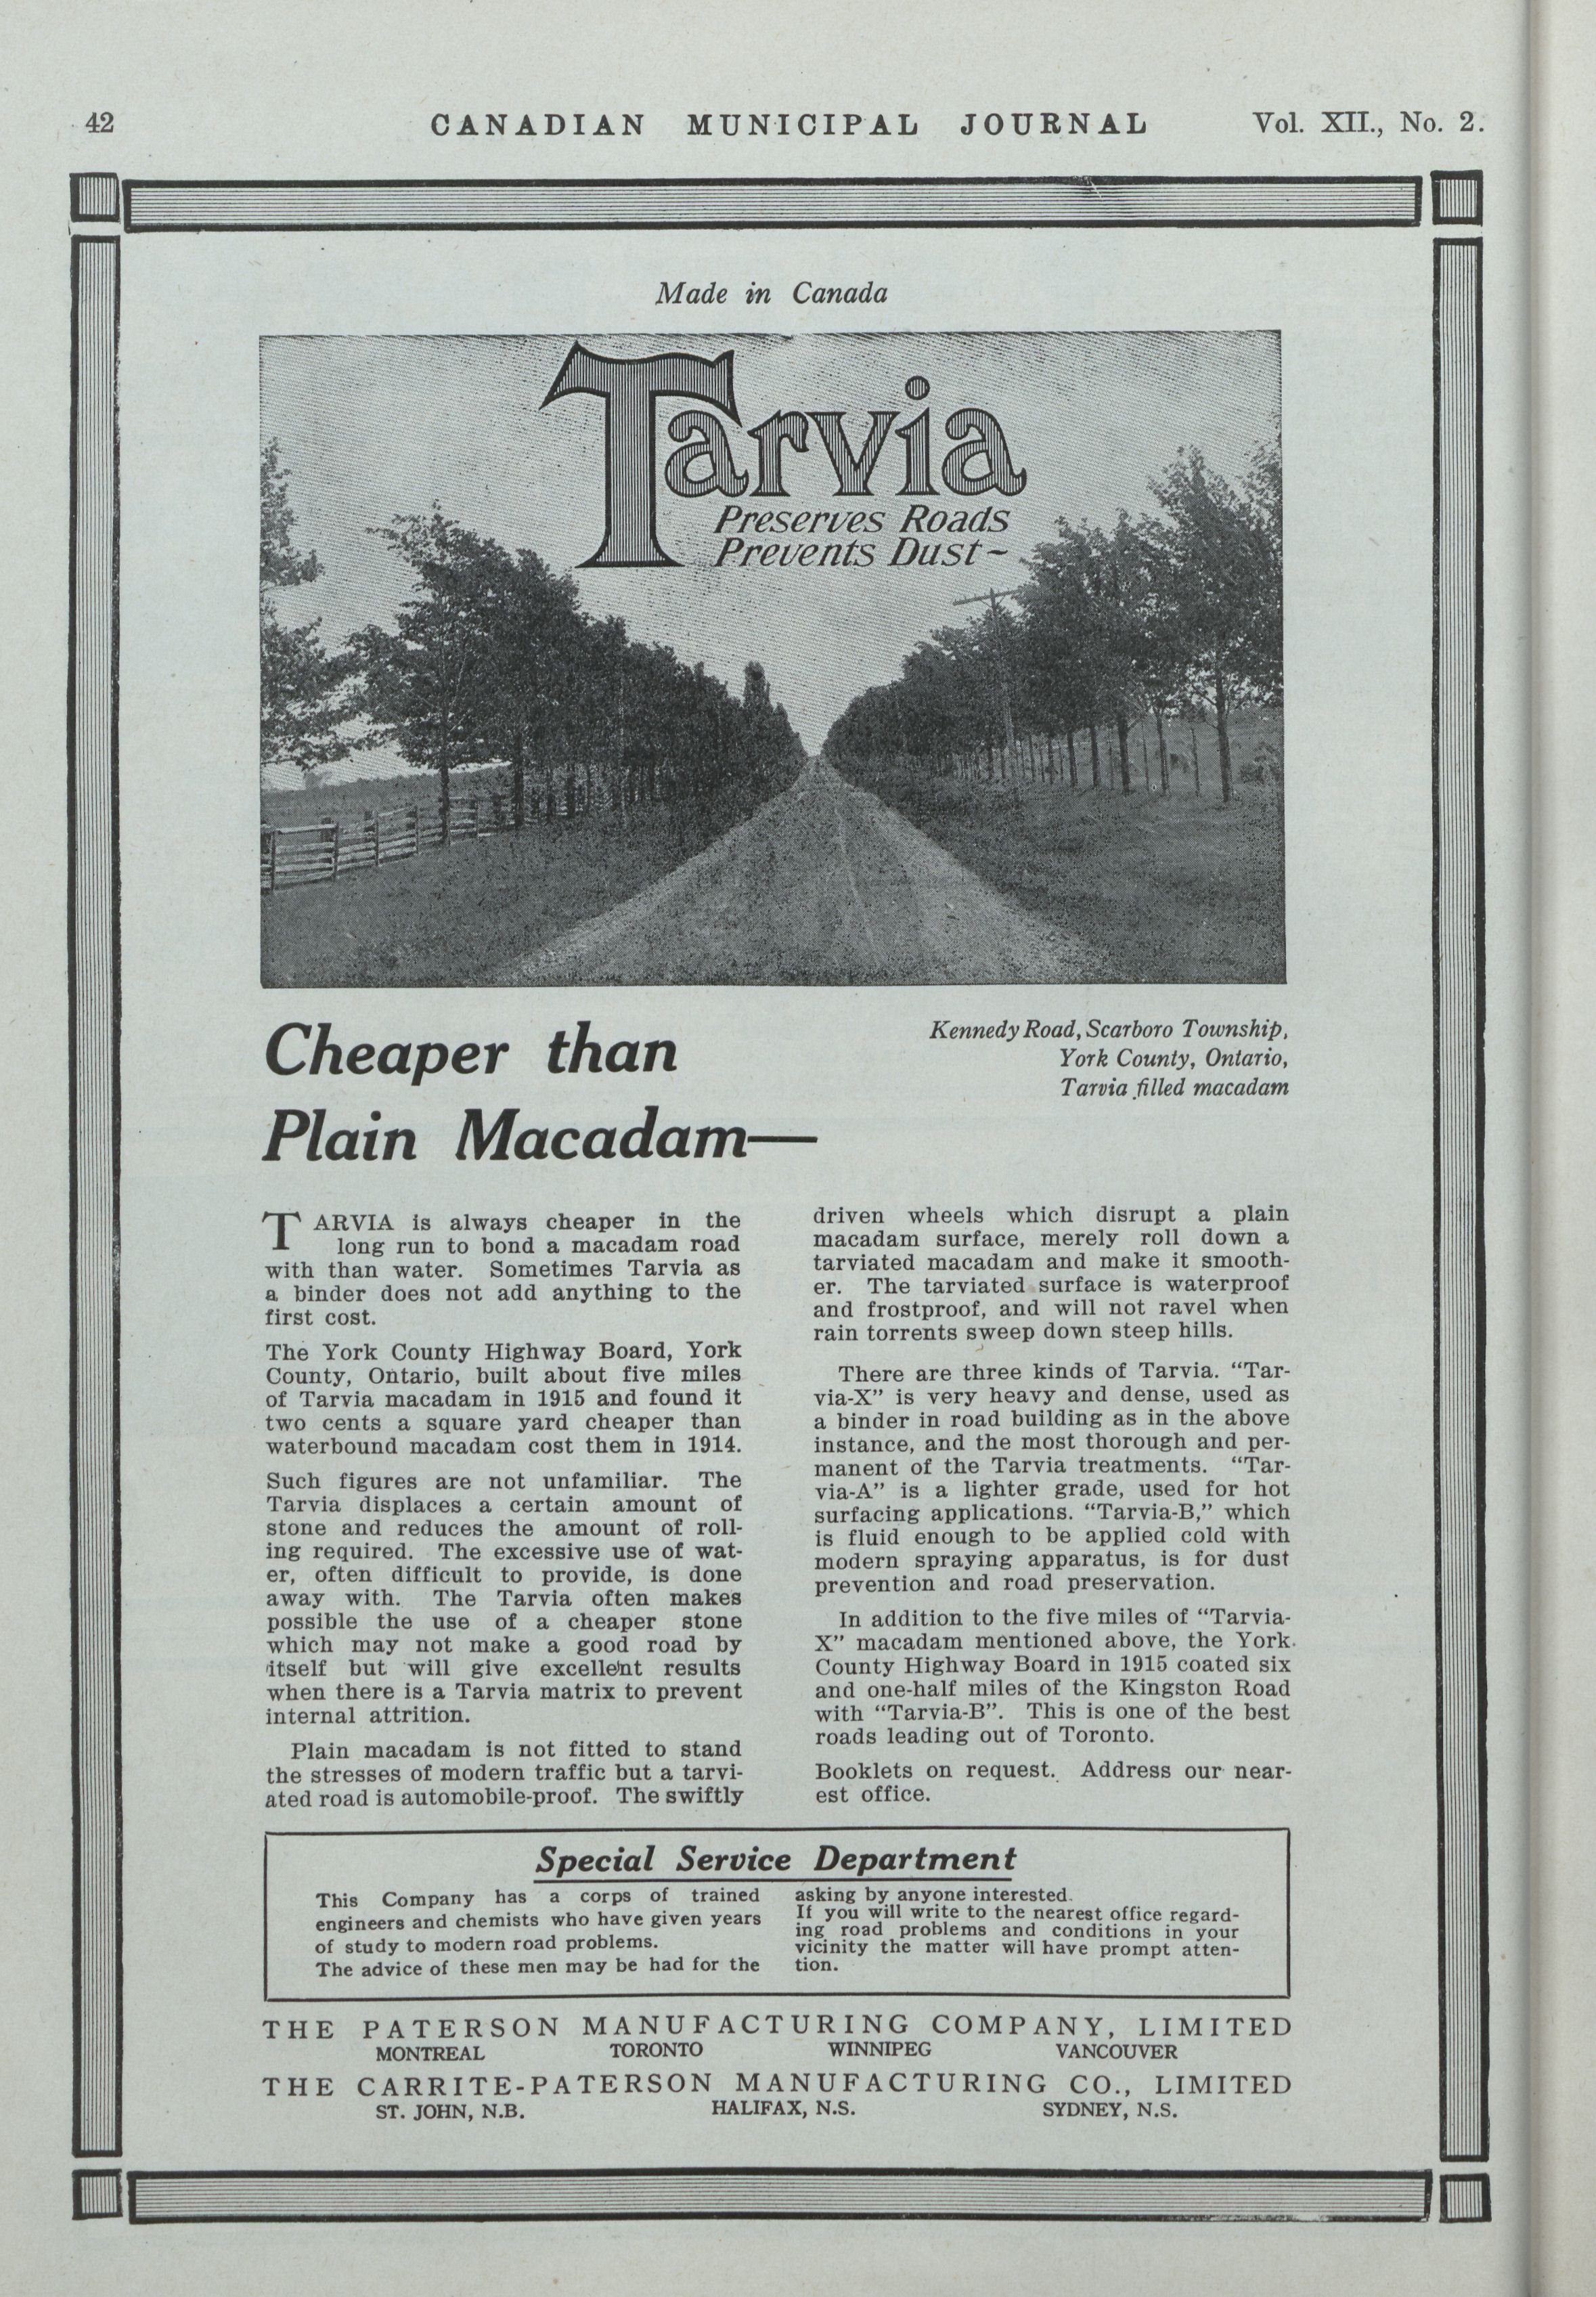 42
CANADIAN MUNICIPAL JOURNAL
Vol. XII., No. 2.
Made in Canada
Tarvia
Preserves Roads
Prevents Dust~
Cheaper than
Plain Macadam—
Kennedy Road, Scarboro Township,
York County, Ontario,
Tarvia filled macadam
TARVIA is always cheaper in the
long run to bond a macadam road
with than water. Sometimes Tarvia as
a binder does not add anything to the
first cost.
The York County Highway Board, York
County, Ontario, built about five miles
of Tarvia macadam in 1915 and found it
two cents a square yard cheaper than
waterbound macadam cost them in 1914.
Such figures are not unfamiliar. The
Tarvia displaces a certain amount of
stone and reduces the amount of roll-
ing required. The excessive use of wat-
er, often difficult to provide, is done
away with. The Tarvia often makes
possible the use of a cheaper stone
which may not make a good road by
itself but will give excellent results
when there is a Tarvia matrix to prevent
internal attrition.
Plain macadam is not fitted to stand
the stresses of modern traffic but a tarvi-
ated road is automobile-proof. The swiftly
driven wheels which disrupt a plain
macadam surface, merely roll down a
tarviated macadam and make it smooth-
er. The tarviated surface is waterproof
and frostproof, and will not ravel when
rain torrents sweep down steep hills.
There are three kinds of Tarvia. “Tar-
via-X” is very heavy and dense, used as
a binder in road building as in the above
instance, and the most thorough and per-
manent of the Tarvia treatments. “Tar-
via-A” is a lighter grade, used for hot
surfacing applications. “Tarvia-B,” which
is fluid enough to be applied cold with
modern spraying apparatus, is for dust
prevention and road preservation.
In addition to the five miles of “Tarvia-
X” macadam mentioned above, the York
County Highway Board in 1915 coated six
and one-half miles of the Kingston Road
with “Tarvia-B”. This is one of the best
roads leading out of Toronto.
Booklets on request. Address our near-
est office.
Special Service Department
This Company has a corps of trained
engineers and chemists who have given years
of study to modern road problems.
The advice of these men may be had for the
asking by anyone interested.
If you will write to the nearest office regard-
ing road problems and conditions in your
vicinity the matter will have prompt atten-
tion.
THE PATERSON MANUFACTURING COMPANY, LIMITED
MONTREAL TORONTO WINNIPEG VANCOUVER
THE CARRITE-PATERSON MANUFACTURING CO., LIMITED
ST. JOHN, N.B. HALIFAX, N.S. SYDNEY, N.S.